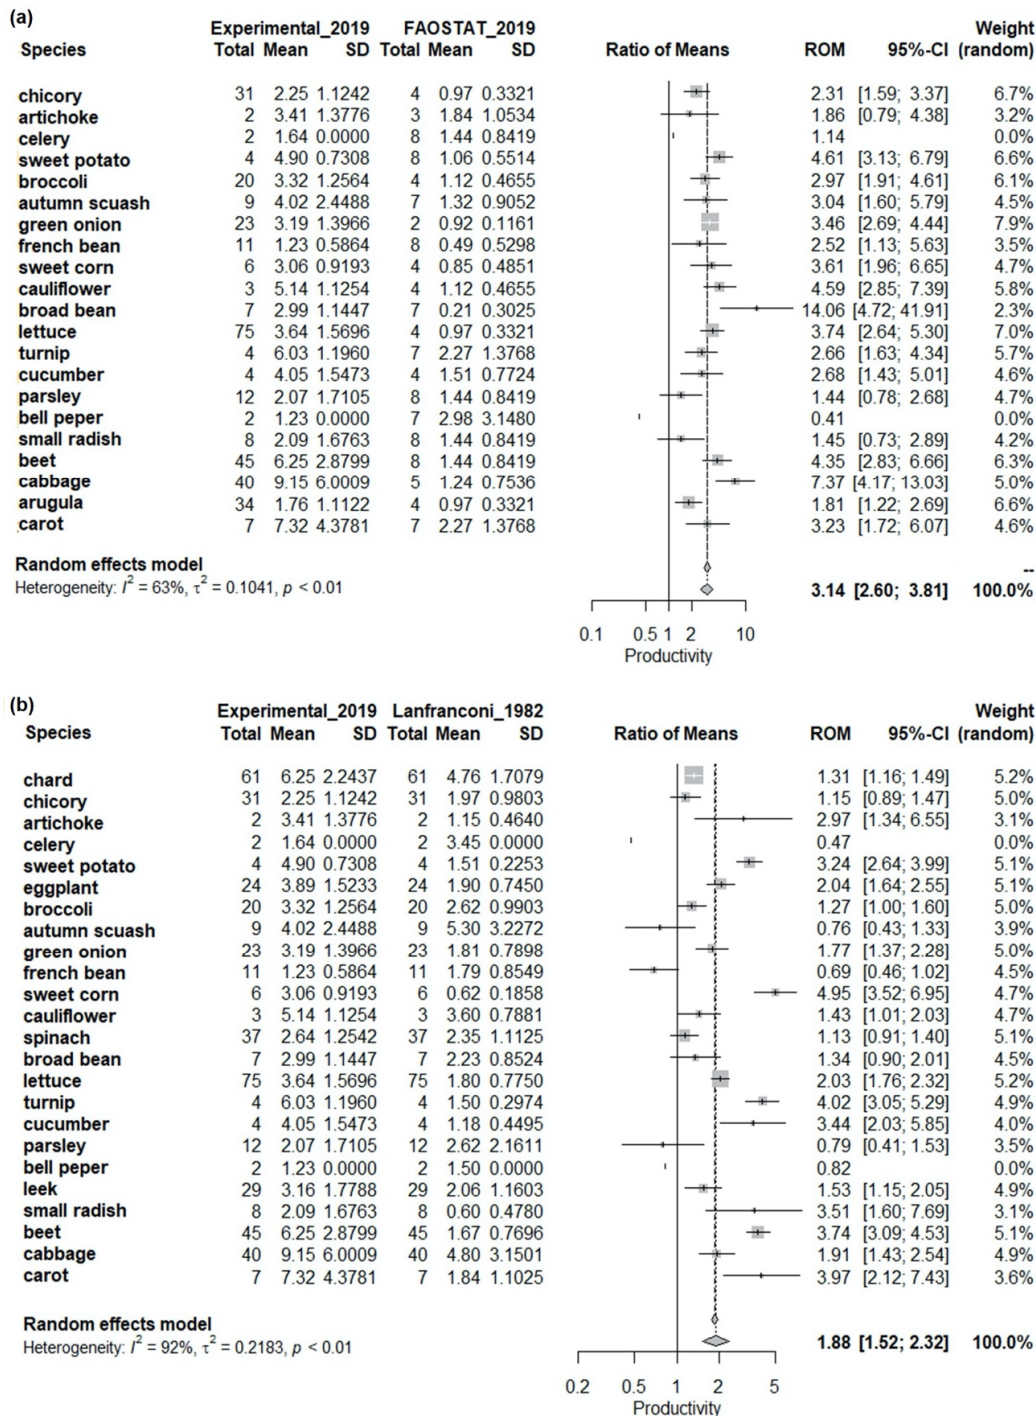 (a)
Experimental_2019 FAOSTAT_2019 Weight
Species Total Mean SD Total Mean SD Ratio of Means ROM 95%-CI (random)
chicory 31 2.25 1.1242 4 0.97 0.3321 2.31 [1.59; 3.37] 6.7%
artichoke 2 3.41 1.3776 3 1.84 1.0534 1.86 [0.79; 4.38] 3.2%
celery 2 1.64 0.0000 8 1.44 0.8419 1.14 0.0%
sweet potato 4 4.90 0.7308 8 1.06 0.5514 4.61 [3.13; 6.79] 6.6%
broccoli 20 3.32 1.2564 4 1.12 0.4655 2.97 [1.91; 4.61] 6.1%
autumn scuash 9 4.02 2.4488 7 1.32 0.9052 3.04 [1.60; 5.79] 4.5%
green onion 23 3.19 1.3966 2 0.92 0.1161 3.46 [2.69; 4.44] 7.9%
french bean 11 1.23 0.5864 8 0.49 0.5298 2.52 [1.13; 5.63] 3.5%
sweet corn 6 3.06 0.9193 4 0.85 0.4851 3.61 [1.96; 6.65] 4.7%
cauliflower 3 5.14 1.1254 4 1.12 0.4655 4.59 [2.85; 7.39] 5.8%
broad bean 7 2.99 1.1447 7 0.21 0.3025 14.06 [4.72; 41.91] 2.3%
lettuce 75 3.64 1.5696 4 0.97 0.3321 3.74 [2.64; 5.30] 7.0%
turnip 4 6.03 1.1960 7 2.27 1.3768 2.66 [1.63; 4.34] 5.7%
cucumber 4 4.05 1.5473 4 1.51 0.7724 2.68 [1.43; 5.01] 4.6%
parsley 12 2.07 1.7105 8 1.44 0.8419 1.44 [0.78; 2.68] 4.7%
bell peper 2 1.23 0.0000 7 2.98 3.1480 0.41 0.0%
small radish 8 2.09 1.6763 8 1.44 0.8419 1.45 [0.73; 2.89] 4.2%
beet 45 6.25 2.8799 8 1.44 0.8419 4.35 [2.83; 6.66] 6.3%
cabbage 40 9.15 6.0009 5 1.24 0.7536 7.37 [4.17; 13.03] 5.0%
arugula 34 1.76 1.1122 4 0.97 0.3321 1.81 [1.22; 2.69] 6.6%
carot 7 7.32 4.3781 7 2.27 1.3768 3.23 [1.72; 6.07] 4.6%
Random effects model --
Heterogeneity: I² = 63%, τ² = 0.1041, p < 0.01 3.14 [2.60; 3.81] 100.0%
0.1 0.5 1 2 10
Productivity
(b)
Experimental_2019 Lanfranconi_1982 Weight
Species Total Mean SD Total Mean SD Ratio of Means ROM 95%-CI (random)
chard 61 6.25 2.2437 61 4.76 1.7079 1.31 [1.16; 1.49] 5.2%
chicory 31 2.25 1.1242 31 1.97 0.9803 1.15 [0.89; 1.47] 5.0%
artichoke 2 3.41 1.3776 2 1.15 0.4640 2.97 [1.34; 6.55] 3.1%
celery 2 1.64 0.0000 2 3.45 0.0000 0.47 0.0%
sweet potato 4 4.90 0.7308 4 1.51 0.2253 3.24 [2.64; 3.99] 5.1%
eggplant 24 3.89 1.5233 24 1.90 0.7450 2.04 [1.64; 2.55] 5.1%
broccoli 20 3.32 1.2564 20 2.62 0.9903 1.27 [1.00; 1.60] 5.0%
autumn scuash 9 4.02 2.4488 9 5.30 3.2272 0.76 [0.43; 1.33] 3.9%
green onion 23 3.19 1.3966 23 1.81 0.7898 1.77 [1.37; 2.28] 5.0%
french bean 11 1.23 0.5864 11 1.79 0.8549 0.69 [0.46; 1.02] 4.5%
sweet corn 6 3.06 0.9193 6 0.62 0.1858 4.95 [3.52; 6.95] 4.7%
cauliflower 3 5.14 1.1254 3 3.60 0.7881 1.43 [1.01; 2.03] 4.7%
spinach 37 2.64 1.2542 37 2.35 1.1125 1.13 [0.91; 1.40] 5.1%
broad bean 7 2.99 1.1447 7 2.23 0.8524 1.34 [0.90; 2.01] 4.5%
lettuce 75 3.64 1.5696 75 1.80 0.7750 2.03 [1.76; 2.32] 5.2%
turnip 4 6.03 1.1960 4 1.50 0.2974 4.02 [3.05; 5.29] 4.9%
cucumber 4 4.05 1.5473 4 1.18 0.4495 3.44 [2.03; 5.85] 4.0%
parsley 12 2.07 1.7105 12 2.62 2.1611 0.79 [0.41; 1.53] 3.5%
bell peper 2 1.23 0.0000 2 1.50 0.0000 0.82 0.0%
leek 29 3.16 1.7788 29 2.06 1.1603 1.53 [1.15; 2.05] 4.9%
small radish 8 2.09 1.6763 8 0.60 0.4780 3.51 [1.60; 7.69] 3.1%
beet 45 6.25 2.8799 45 1.67 0.7696 3.74 [3.09; 4.53] 5.1%
cabbage 40 9.15 6.0009 40 4.80 3.1501 1.91 [1.43; 2.54] 4.9%
carot 7 7.32 4.3781 7 1.84 1.1025 3.97 [2.12; 7.43] 3.6%
Random effects model
Heterogeneity: I² = 92%, τ² = 0.2183, p < 0.01 1.88 [1.52; 2.32] 100.0%
0.2 0.5 1 2 5
Productivity